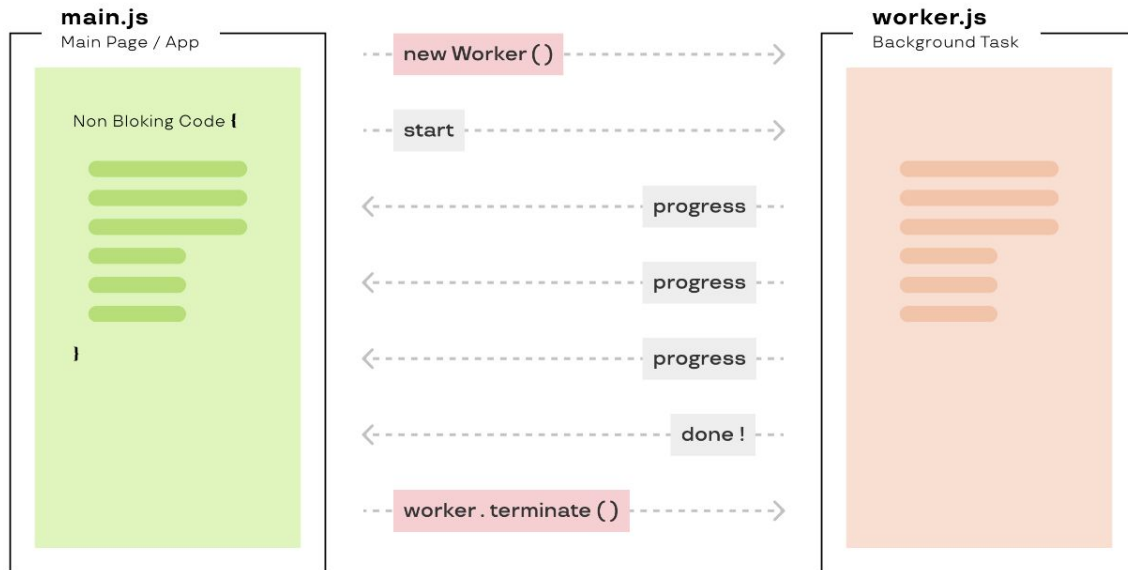 main.js
Main Page / App
Non Bloking Code {
}
new Worker ( )
start
progress
progress
progress
done !
worker . terminate ( )
worker.js
Background Task